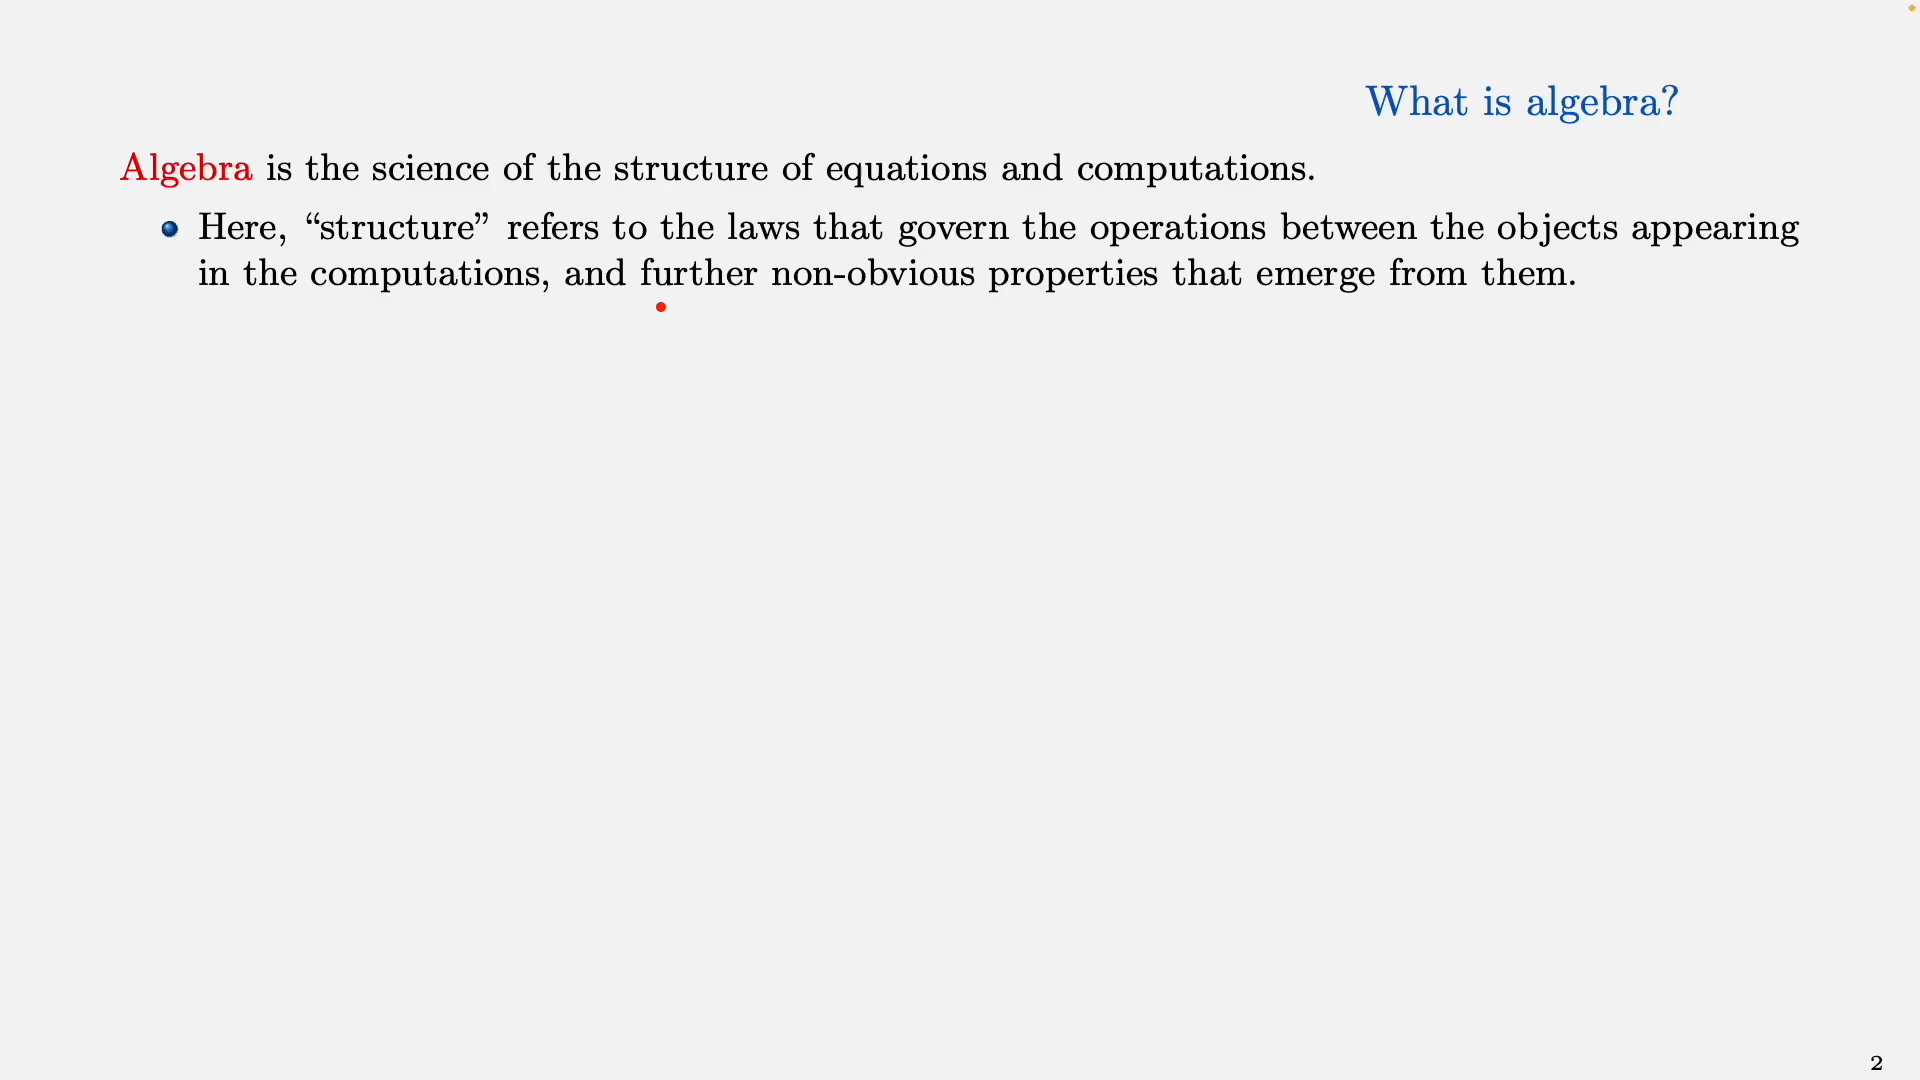 What is algebra?
Algebra is the science of the structure of equations and computations.
Here, “structure” refers to the laws that govern the operations between the objects appearing
in the computations, and further non-obvious properties that emerge from them.
2